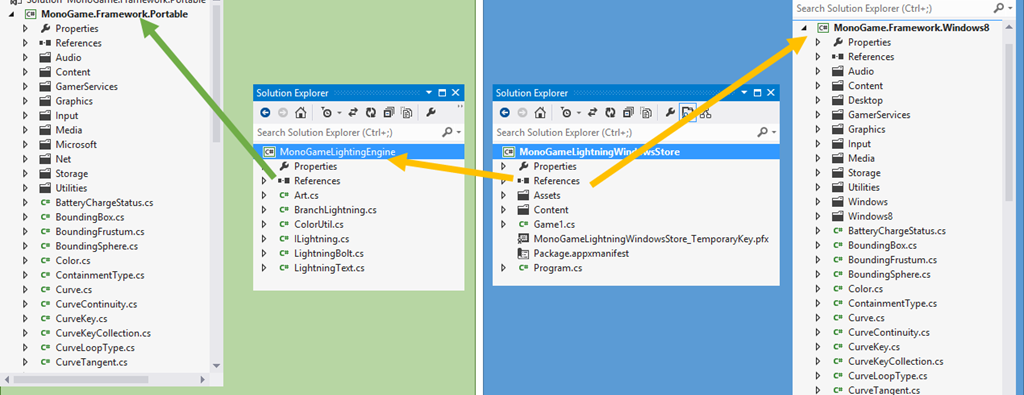 Solution 'MonoGame.Framework.Portable'
MonoGame.Framework.Portable
Properties
References
Audio
Content
GamerServices
Graphics
Input
Media
Microsoft
Net
Storage
Utilities
BatteryChargeStatus.cs
BoundingBox.cs
BoundingFrustum.cs
BoundingSphere.cs
Color.cs
ContainmentType.cs
Curve.cs
CurveContinuity.cs
CurveKey.cs
CurveKeyCollection.cs
CurveLoopType.cs
CurveTangent.cs
Solution Explorer
Search Solution Explorer (Ctrl+;)
MonoGameLightingEngine
Properties
References
Art.cs
BranchLightning.cs
ColorUtil.cs
ILightning.cs
LightningBolt.cs
LightningText.cs
Solution Explorer
Search Solution Explorer (Ctrl+;)
MonoGameLightningWindowsStore
Properties
References
Assets
Content
Game1.cs
MonoGameLightningWindowsStore_TemporaryKey.pfx
Package.appxmanifest
Program.cs
Search Solution Explorer (Ctrl+;)
MonoGame.Framework.Windows8
Properties
References
Audio
Content
Desktop
GamerServices
Graphics
Input
Media
Storage
Utilities
Windows
Windows8
BatteryChargeStatus.cs
BoundingBox.cs
BoundingFrustum.cs
BoundingSphere.cs
Color.cs
ContainmentType.cs
Curve.cs
CurveContinuity.cs
CurveKey.cs
CurveKeyCollection.cs
CurveLoopType.cs
CurveTangent.cs